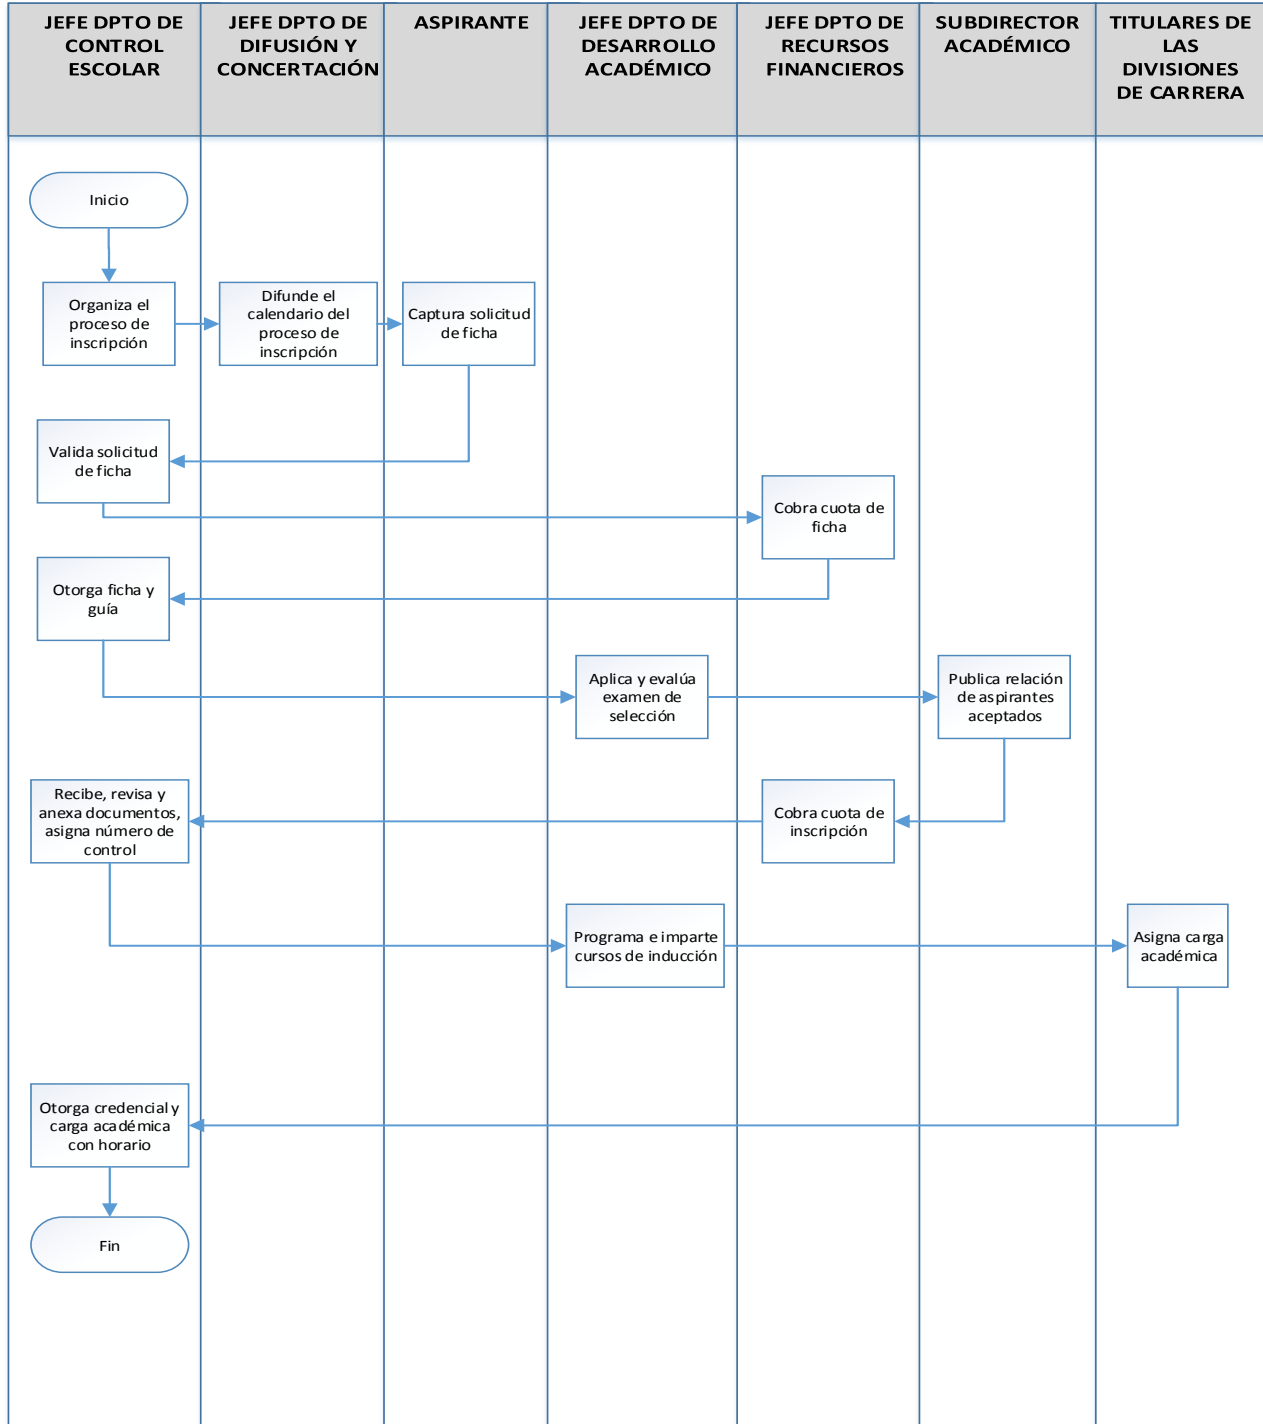 JEFE DPTO DE
CONTROL
ESCOLAR
JEFE DPTO DE
DIFUSIÓN Y
CONCERTACIÓN
ASPIRANTE
JEFE DPTO DE
DESARROLLO
ACADÉMICO
JEFE DPTO DE
RECURSOS
FINANCIEROS
SUBDIRECTOR
ACADÉMICO
TITULARES DE
LAS
DIVISIONES
DE CARRERA
Inicio
Organiza el
proceso de
inscripción
Difunde el
calendario del
proceso de
inscripción
Captura solicitud
de ficha
Valida solicitud
de ficha
Cobra cuota de
ficha
Otorga ficha y
guía
Aplica y evalúa
examen de
selección
Publica relación
de aspirantes
aceptados
Recibe, revisa y
anexa documentos,
asigna número de
control
Cobra cuota de
inscripción
Programa e imparte
cursos de inducción
Asigna carga
académica
Otorga credencial y
carga académica
con horario
Fin